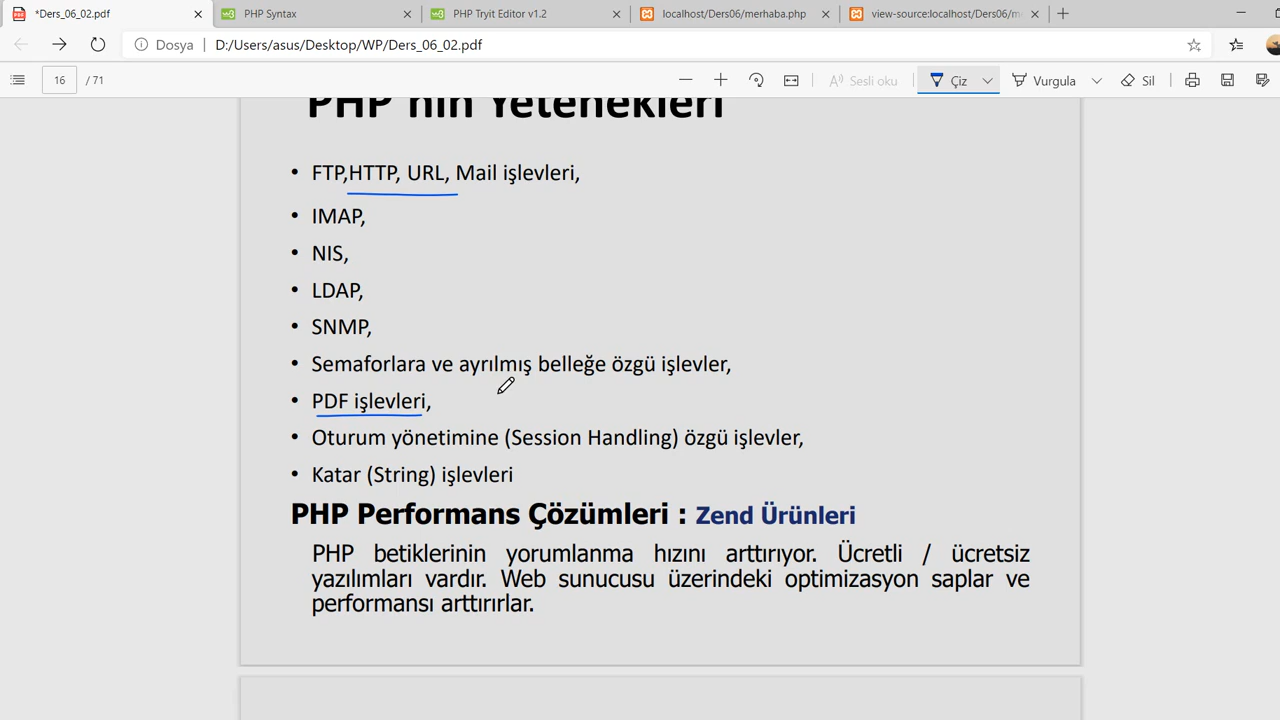 *Ders_06_02.pdf
PHP Syntax
PHP Tryit Editor v1.2
localhost/Ders06/merhaba.php
view-source:localhost/Ders06/m
Dosya
D:/Users/asus/Desktop/WP/Ders_06_02.pdf
16 / 71
Sesli oku
Çiz
Vurgula
Sil
PHP'nin Yetenekleri
• FTP,HTTP, URL, Mail işlevleri,
• IMAP,
• NIS,
• LDAP,
• SNMP,
• Semaforlara ve ayrılmış belleğe özgü işlevler,
• PDF işlevleri,
• Oturum yönetimine (Session Handling) özgü işlevler,
• Katar (String) işlevleri
PHP Performans Çözümleri : Zend Ürünleri
PHP betiklerinin yorumlanma hızını arttırıyor. Ücretli / ücretsiz
yazılımları vardır. Web sunucusu üzerindeki optimizasyon saplar ve
performansı arttırırlar.